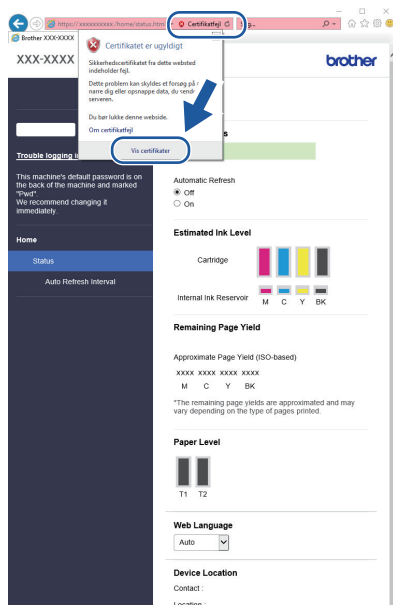 https://xxxxxxxxxx/home/status.html
Certifikatfejl
Brother XXX-XXXX
Certifikatet er ugyldigt
XXX-XXXX
brother
Sikkerhedscertifikatet fra dette websted
indeholder fejl.
Dette problem kan skyldes et forsøg på
narre dig eller opsnappe data, du
serveren.
Du bør lukke denne webside.
Om certifikatfejl
Vis certifikater
Trouble logging
This machine's default password is on
the back of the machine and marked
"Pwd".
We recommend changing it
immediately.
Automatic Refresh
Off
On
Home
Status
Auto Refresh Interval
Estimated Ink Level
Cartridge
Internal Ink Reservoir
M C Y BK
Remaining Page Yield
Approximate Page Yield (ISO-based)
xxxx xxxx xxxx xxxx
M C Y BK
*The remaining page yields are approximated and may
vary depending on the type of pages printed.
Paper Level
T1 T2
Web Language
Auto
Device Location
Contact :
Location :